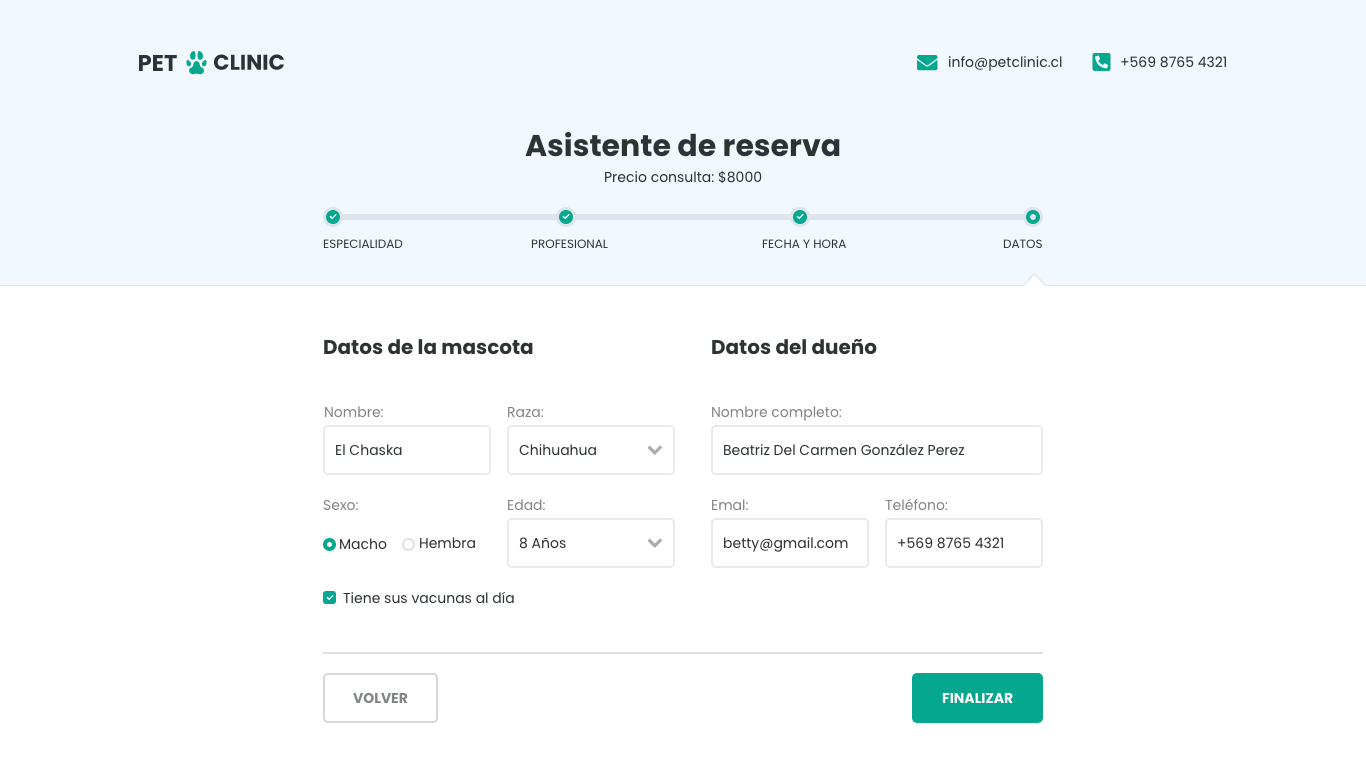 PET CLINIC
info@petclinic.cl
+569 8765 4321
Asistente de reserva
Precio consulta: $8000
ESPECIALIDAD
PROFESIONAL
FECHA Y HORA
DATOS
Datos de la mascota
Nombre:
Raza:
El Chaska
Chihuahua
Sexo:
Edad:
Macho
Hembra
8 Años
Tiene sus vacunas al día
Datos del dueño
Nombre completo:
Beatriz Del Carmen González Perez
Emal:
Teléfono:
betty@gmail.com
+569 8765 4321
VOLVER
FINALIZAR